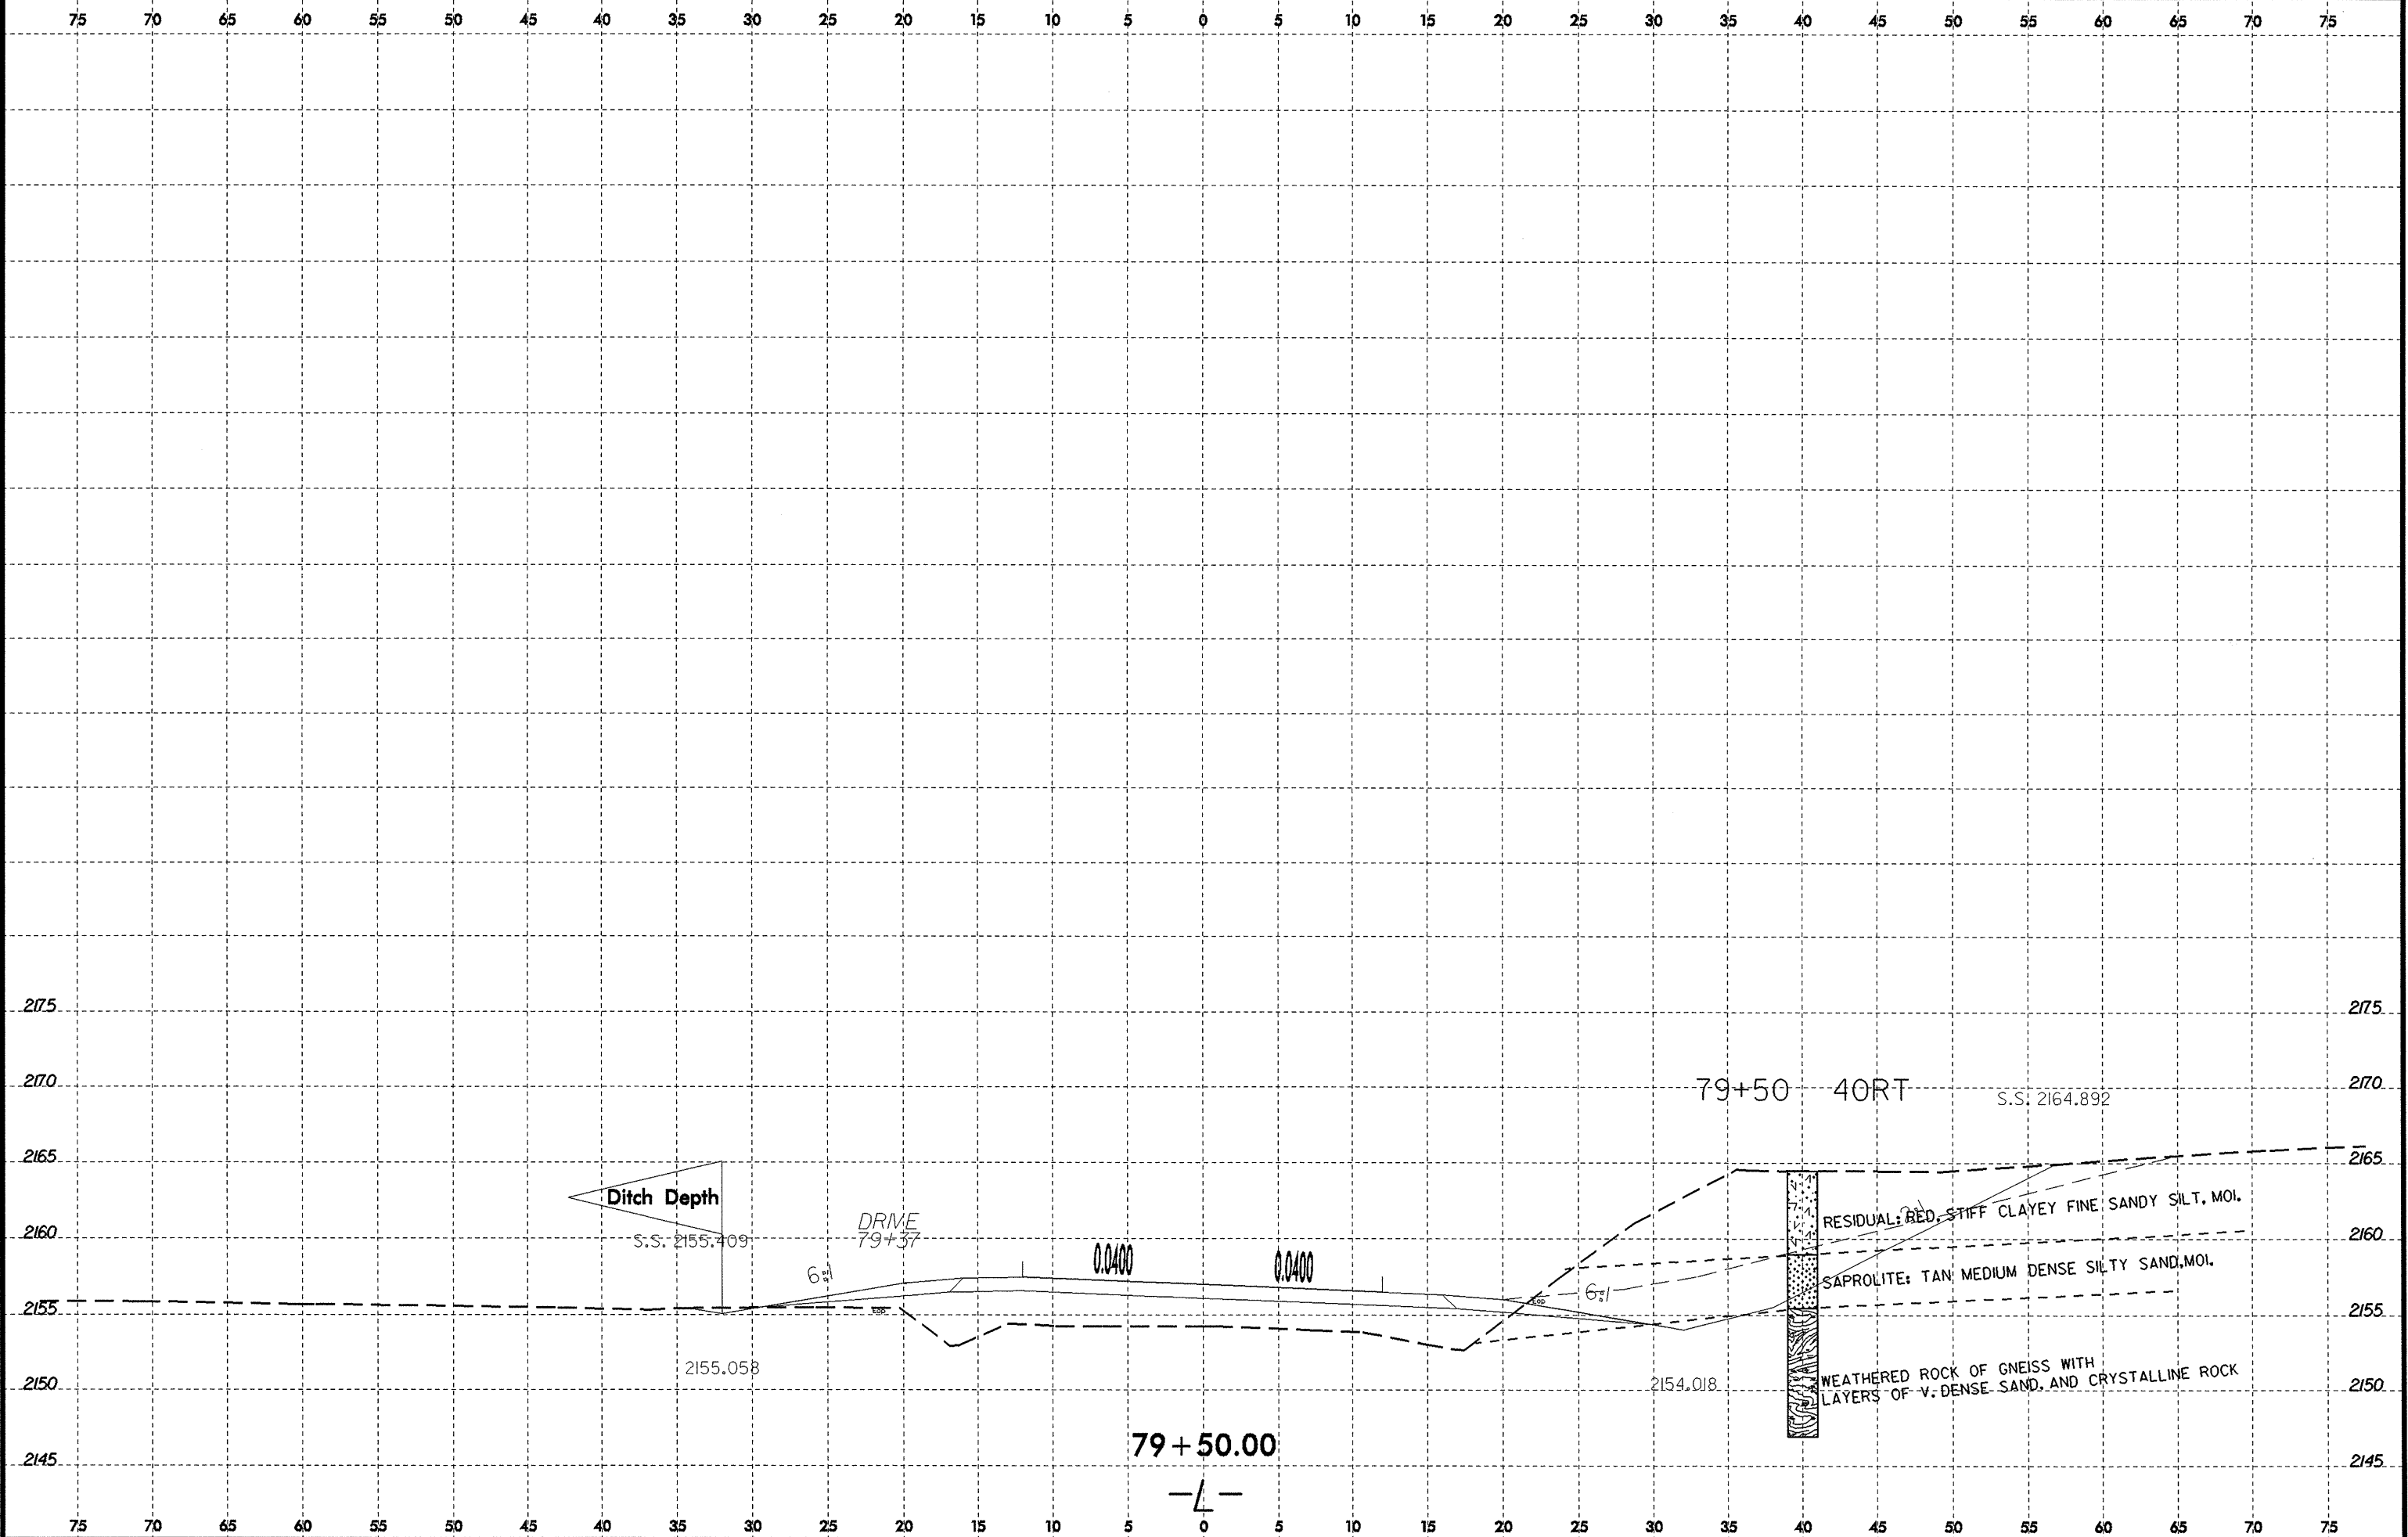 75 70 65 60 55 50 45 40 35 30 25 20 15 10 5 0 5 10 15 20 25 30 35 40 45 50 55 60 65 70 75
2175 2175
2170 2170
79+50 40RT
S.S. 2164.892
2165 2165
Ditch Depth
RESIDUAL: RED, STIFF CLAYEY FINE SANDY SILT, MOI.
DRIVE
79+37
2160 2160
S.S. 2155.409
0.0400 0.0400
6:1
SAPROLITE: TAN MEDIUM DENSE SILTY SAND, MOI.
6:1
EOP EOP
2155 2155
2155.058
WEATHERED ROCK OF GNEISS WITH
LAYERS OF V. DENSE SAND, AND CRYSTALLINE ROCK
2154.018
2150 2150
79+50.00
2145 2145
-L-
75 70 65 60 55 50 45 40 35 30 25 20 15 10 5 0 5 10 15 20 25 30 35 40 45 50 55 60 65 70 75